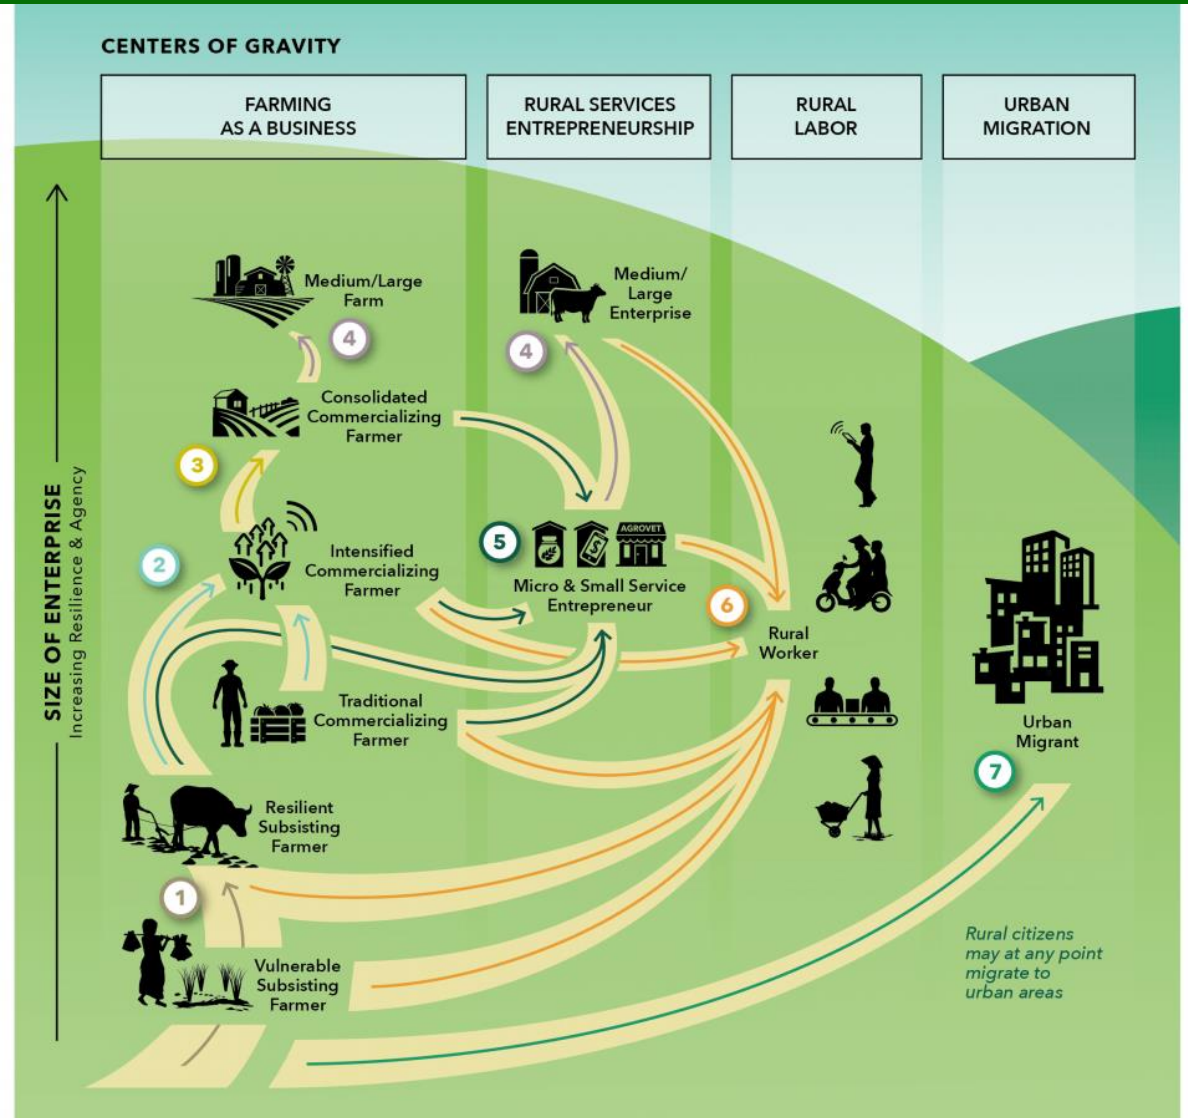 CENTERS OF GRAVITY
FARMING
AS A BUSINESS
RURAL SERVICES
ENTREPRENEURSHIP
RURAL
LABOR
URBAN
MIGRATION
SIZE OF ENTERPRISE
Increasing Resilience & Agency
Medium/Large
Farm
4
Medium/
Large
Enterprise
4
Consolidated
Commercializing
Farmer
3
Intensified
Commercializing
Farmer
2
5
$
AGROVET
Micro & Small Service
Entrepreneur
6
Rural
Worker
Traditional
Commercializing
Farmer
Urban
Migrant
7
Resilient
Subsisting
Farmer
1
Vulnerable
Subsisting
Farmer
Rural citizens
may at any point
migrate to
urban areas